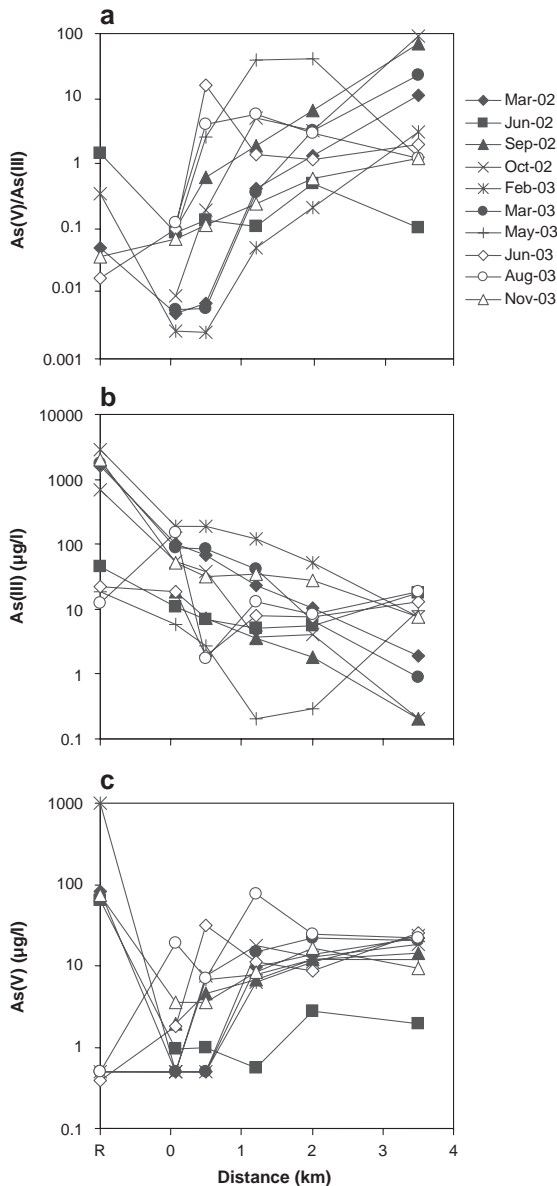 a
100
10
1
0.1
0.01
0.001
As(V)/As(III)
Mar-02
Jun-02
Sep-02
Oct-02
Feb-03
Mar-03
May-03
Jun-03
Aug-03
Nov-03
b
10000
1000
100
10
1
0.1
As(III) (µg/l)
c
1000
100
10
1
0.1
As(V) (µg/l)
R 0 1 2 3 4
Distance (km)